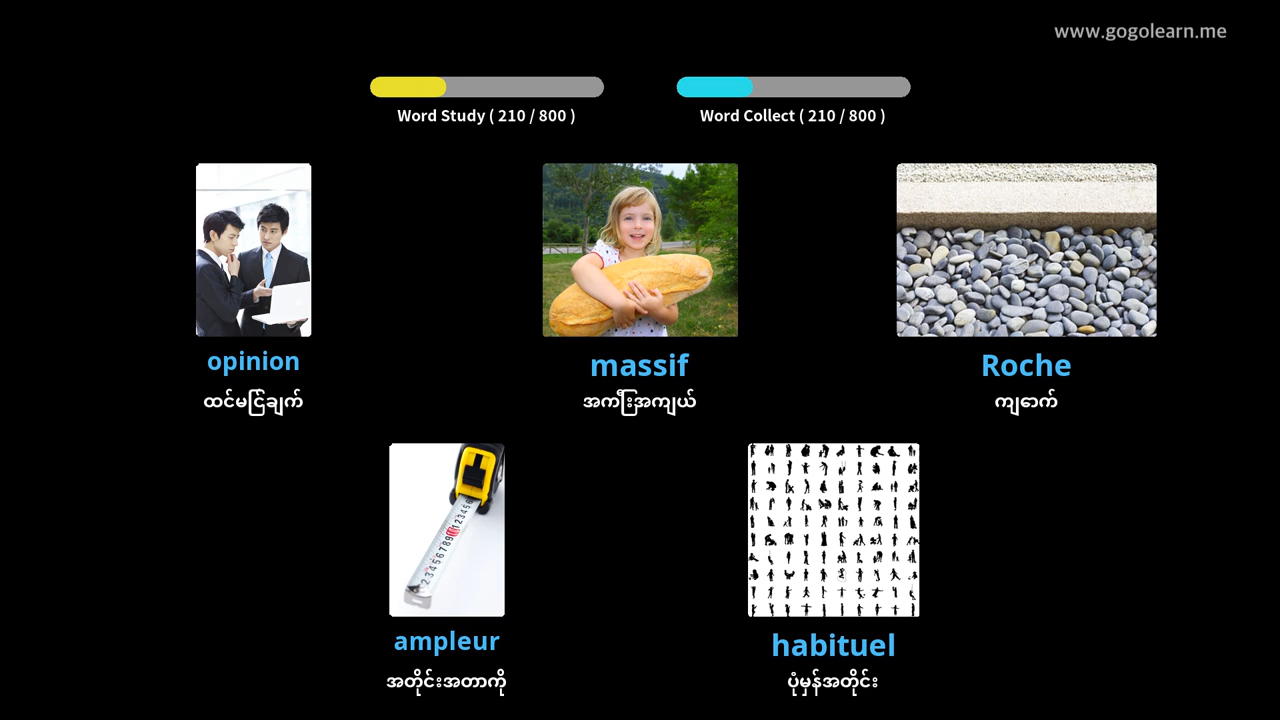 www.gogolearn.me
Word Study ( 210 / 800 )
Word Collect ( 210 / 800 )
opinion
massif
Roche
ထင်မငြ်ချက်
အကြီးအကျယ်
ကျောက်
ampleur
habituel
အတိုင်းအတာကို
ပုံမှန်အတိုင်း